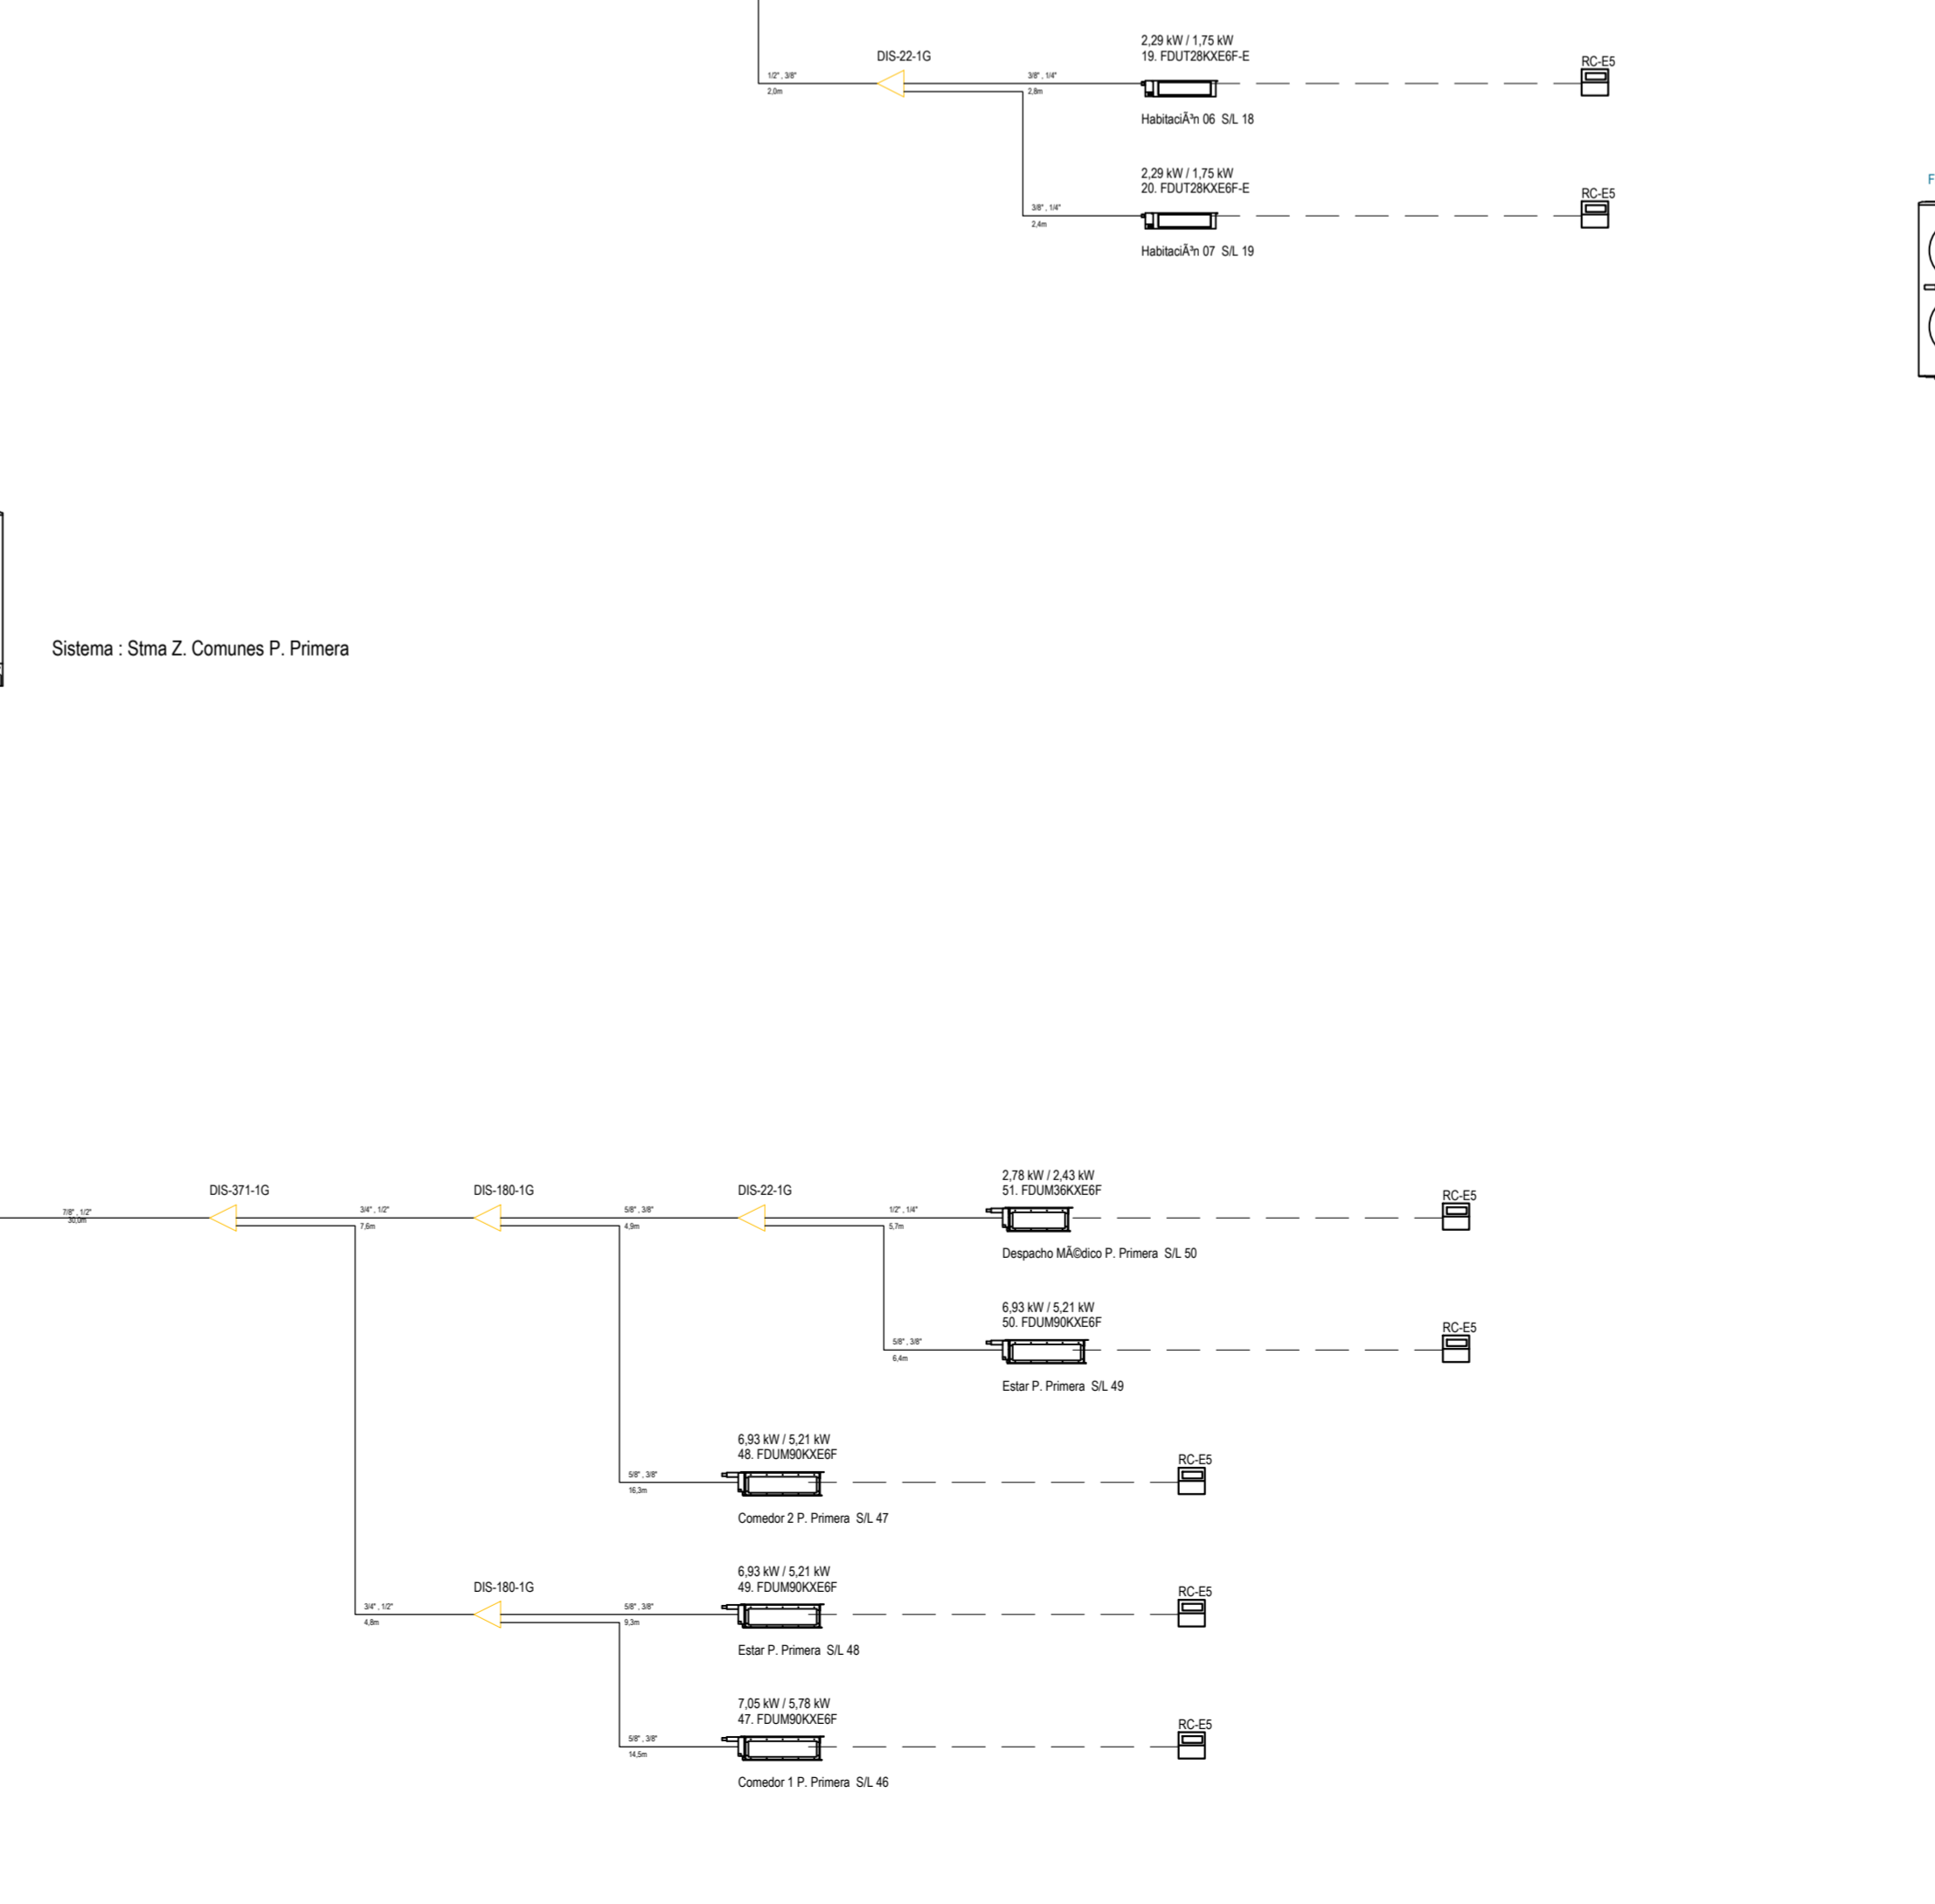 2,29 kW / 1,75 kW
19. FDUT28KXE6F-E
DIS-22-1G
RC-E5
1/2" , 3/8"
2,0m
3/8" , 1/4"
2,8m
HabitaciÃ³n 06  S/L 18
2,29 kW / 1,75 kW
20. FDUT28KXE6F-E
RC-E5
3/8" , 1/4"
2,4m
HabitaciÃ³n 07  S/L 19
F
Sistema : Stma Z. Comunes P. Primera
DIS-371-1G
DIS-180-1G
DIS-22-1G
2,78 kW / 2,43 kW
51. FDUM36KXE6F
RC-E5
7/8" , 1/2"
30,0m
3/4" , 1/2"
7,6m
5/8" , 3/8"
4,9m
1/2" , 1/4"
5,7m
Despacho MÃ©dico P. Primera  S/L 50
6,93 kW / 5,21 kW
50. FDUM90KXE6F
RC-E5
5/8" , 3/8"
6,4m
Estar P. Primera  S/L 49
6,93 kW / 5,21 kW
48. FDUM90KXE6F
RC-E5
5/8" , 3/8"
16,3m
Comedor 2 P. Primera  S/L 47
6,93 kW / 5,21 kW
49. FDUM90KXE6F
DIS-180-1G
RC-E5
3/4" , 1/2"
4,8m
5/8" , 3/8"
9,3m
Estar P. Primera  S/L 48
7,05 kW / 5,78 kW
47. FDUM90KXE6F
RC-E5
5/8" , 3/8"
14,5m
Comedor 1 P. Primera  S/L 46